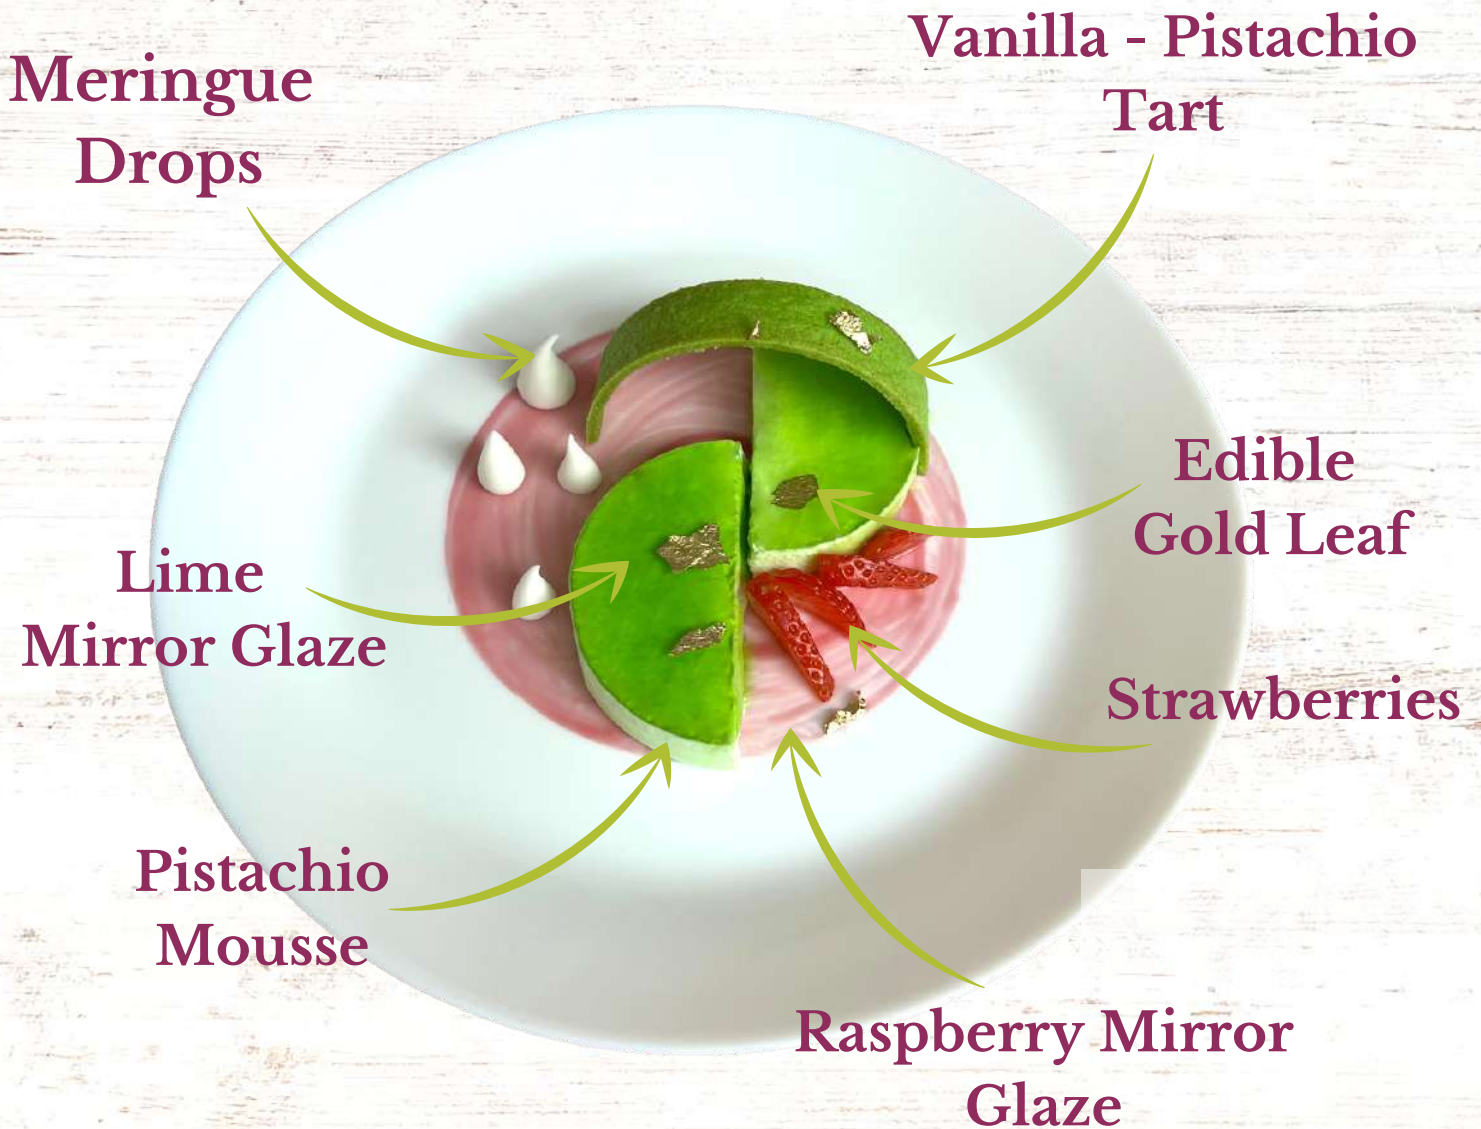 Meringue
Drops
Vanilla - Pistachio
Tart
Edible
Gold Leaf
Lime
Mirror Glaze
Strawberries
Pistachio
Mousse
Raspberry Mirror
Glaze